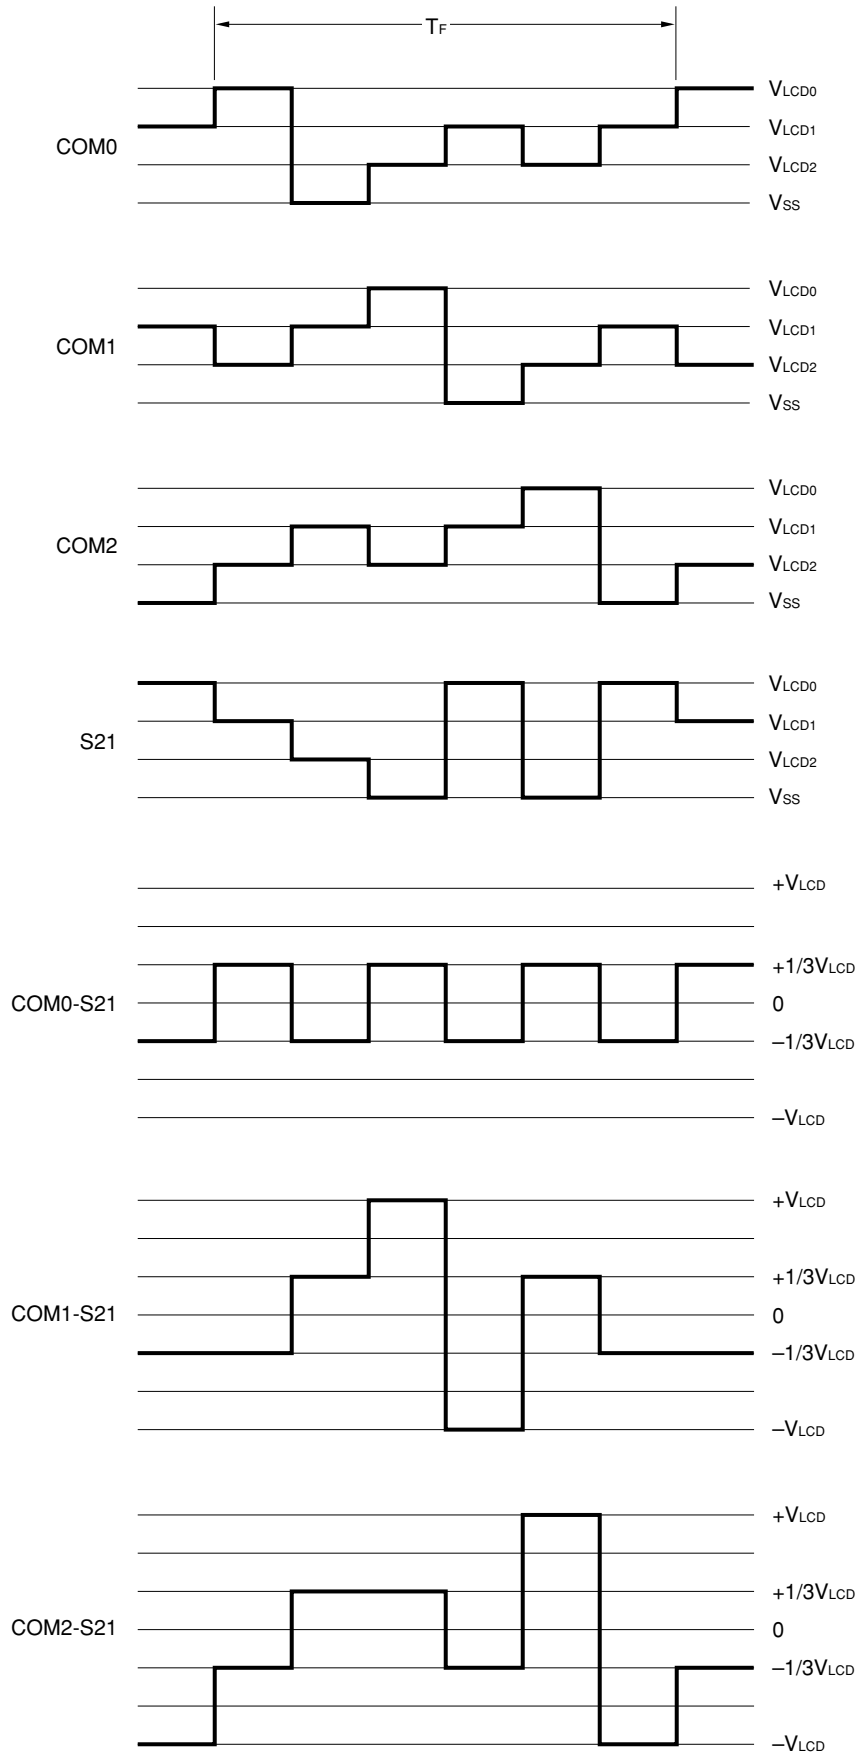 TF
COM0
VLCD0
VLCD1
VLCD2
VSS
COM1
VLCD0
VLCD1
VLCD2
VSS
COM2
VLCD0
VLCD1
VLCD2
VSS
S21
VLCD0
VLCD1
VLCD2
VSS
COM0-S21
+VLCD
+1/3VLCD
0
–1/3VLCD
–VLCD
COM1-S21
+VLCD
+1/3VLCD
0
–1/3VLCD
–VLCD
COM2-S21
+VLCD
+1/3VLCD
0
–1/3VLCD
–VLCD